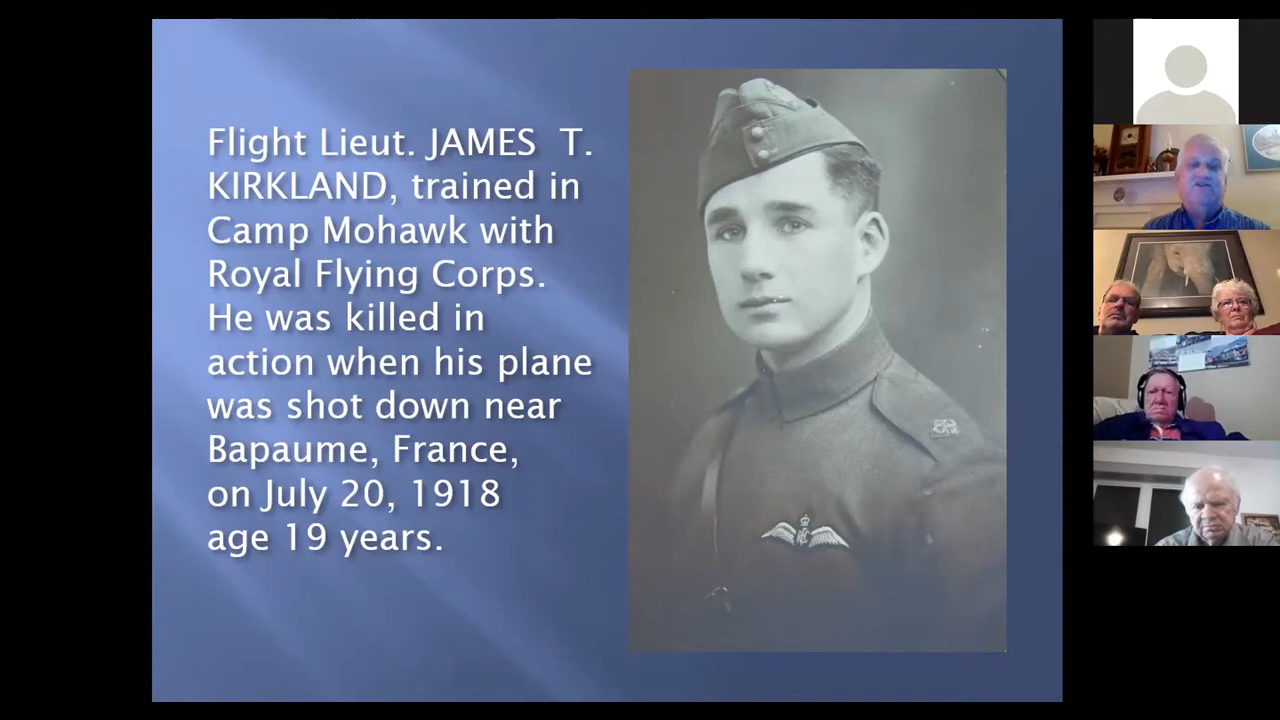 Flight Lieut. JAMES T.
KIRKLAND, trained in
Camp Mohawk with
Royal Flying Corps.
He was killed in
action when his plane
was shot down near
Bapaume, France,
on July 20, 1918
age 19 years.